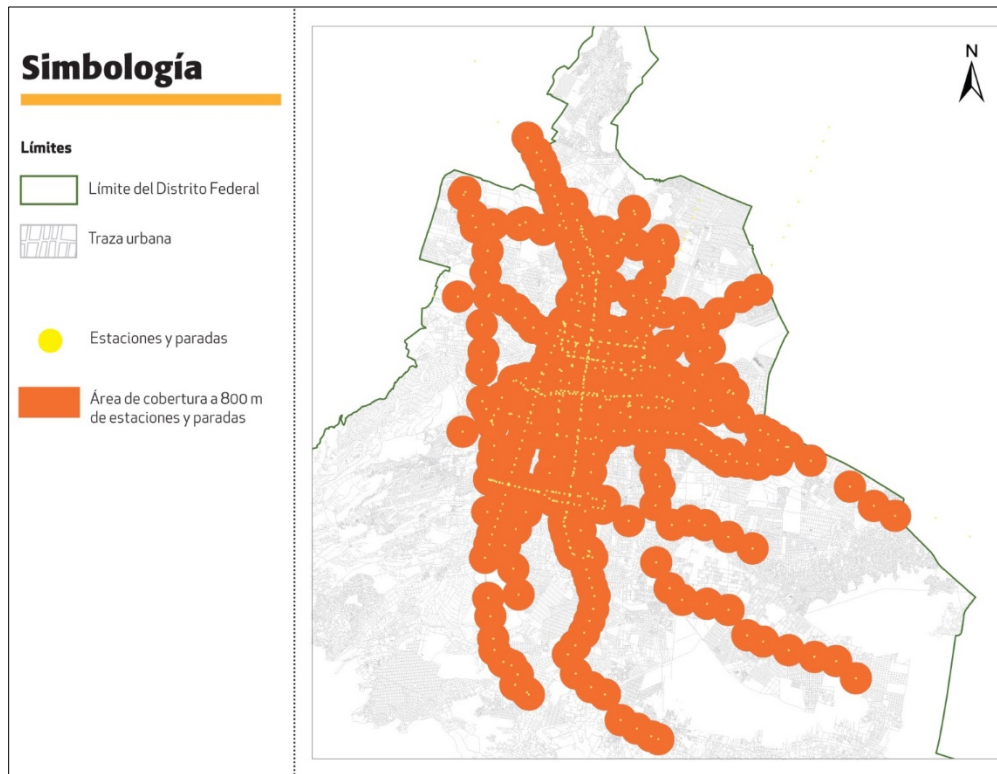 Simbología
Límites
Límite del Distrito Federal
Traza urbana
Estaciones y paradas
Área de cobertura a 800 m
de estaciones y paradas
N